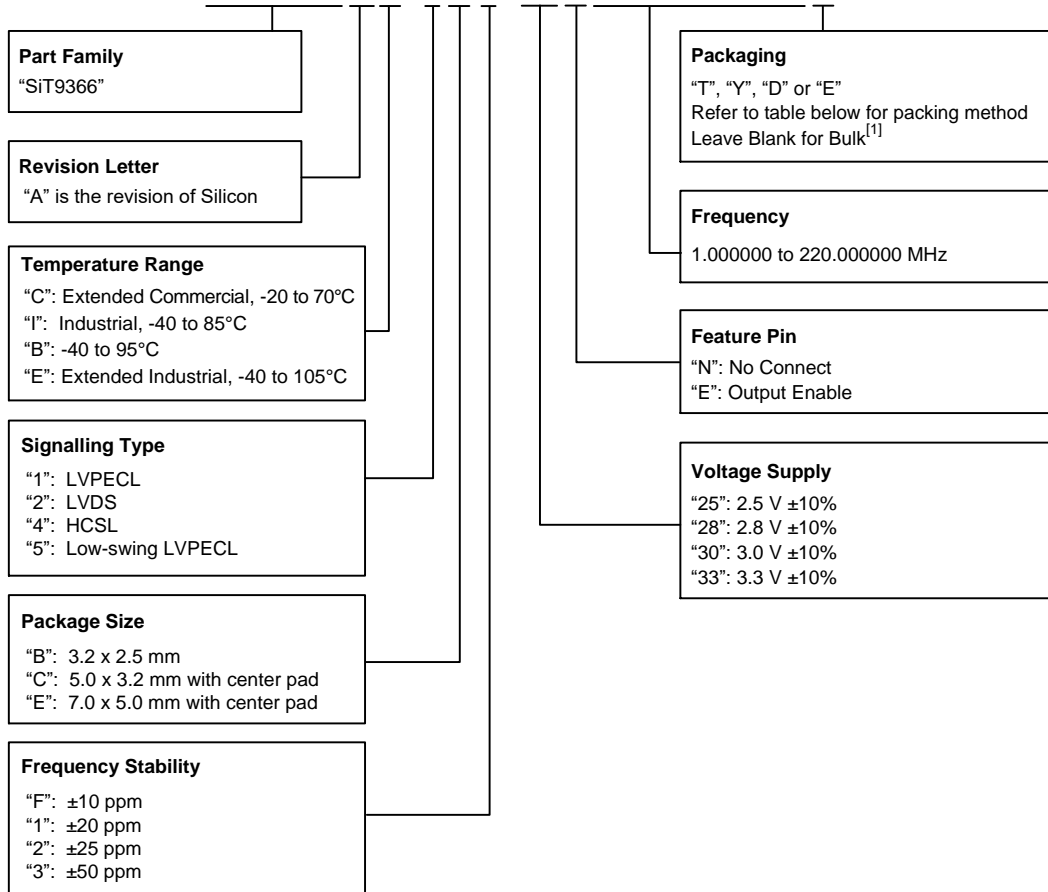 Part Family
“SiT9366”
Revision Letter
“A” is the revision of Silicon
Temperature Range
“C”: Extended Commercial, -20 to 70°C
“I”: Industrial, -40 to 85°C
“B”: -40 to 95°C
“E”: Extended Industrial, -40 to 105°C
Signalling Type
“1”: LVPECL
“2”: LVDS
“4”: HCSL
“5”: Low-swing LVPECL
Package Size
“B”: 3.2 x 2.5 mm
“C”: 5.0 x 3.2 mm with center pad
“E”: 7.0 x 5.0 mm with center pad
Frequency Stability
“F”: ±10 ppm
“1”: ±20 ppm
“2”: ±25 ppm
“3”: ±50 ppm
Packaging
“T”, “Y”, “D” or “E”
Refer to table below for packing method
Leave Blank for Bulk[1]
Frequency
1.000000 to 220.000000 MHz
Feature Pin
“N”: No Connect
“E”: Output Enable
Voltage Supply
“25”: 2.5 V ±10%
“28”: 2.8 V ±10%
“30”: 3.0 V ±10%
“33”: 3.3 V ±10%